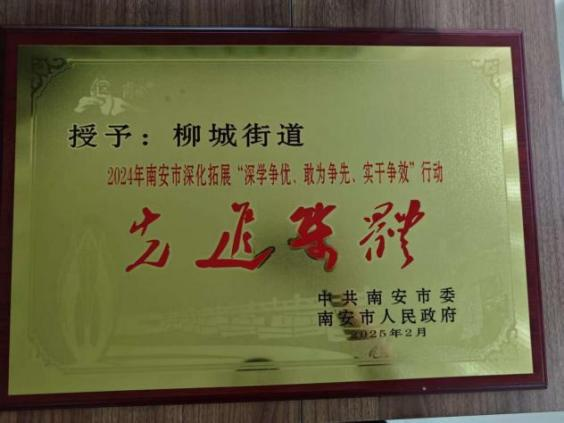 授予：柳城街道
2024年南安市深化拓展“深学争优、敢为争先、实干争效”行动
先进集体
中共南安市委
南安市人民政府
2025年2月